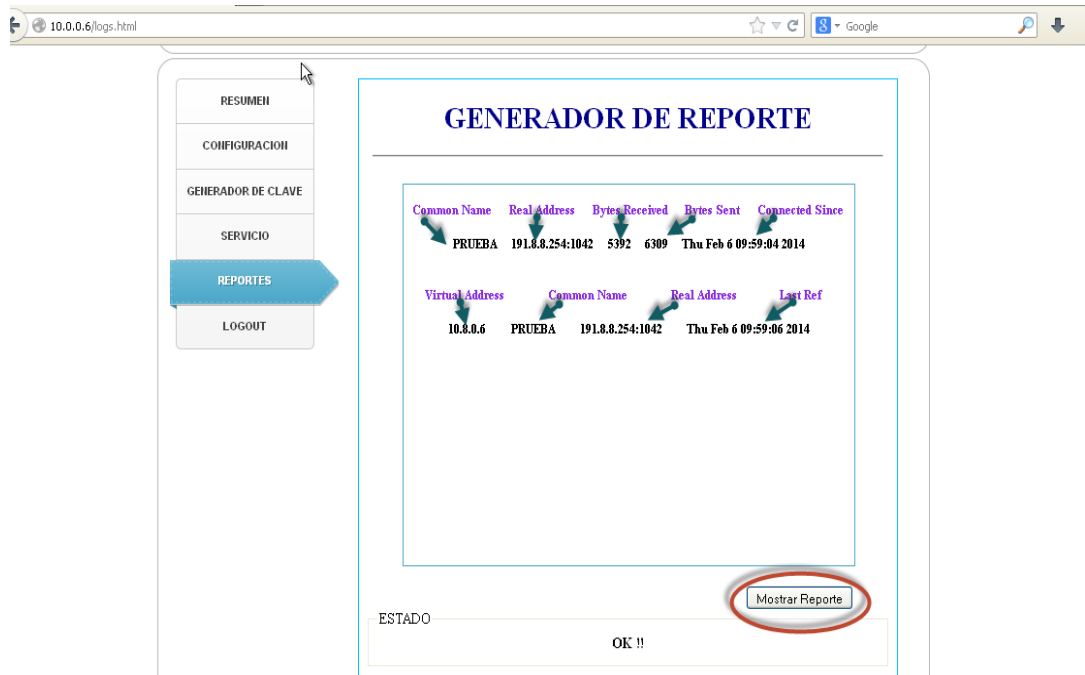 10.0.0.6/logs.html
Google
RESUMEN
CONFIGURACION
GENERADOR DE CLAVE
SERVICIO
REPORTES
LOGOUT
GENERADOR DE REPORTE
Common Name Real Address Bytes Received Bytes Sent Connected Since
PRUEBA 191.8.8.254:1042 5392 6309 Thu Feb 6 09:59:04 2014
Virtual Address Common Name Real Address Last Ref
10.8.0.6 PRUEBA 191.8.8.254:1042 Thu Feb 6 09:59:06 2014
Mostrar Reporte
ESTADO
OK !!